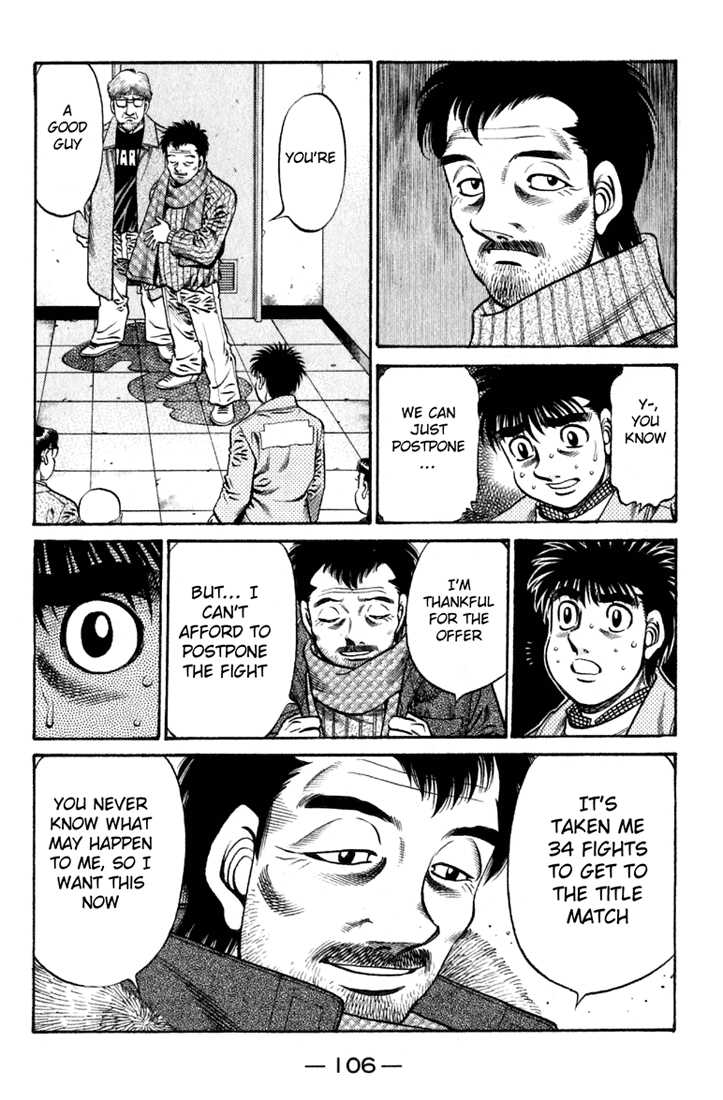 Y-,
YOU
KNOW
WE CAN
JUST
POSTPONE
...
YOU'RE
A
GOOD
GUY
I'M
THANKFUL
FOR THE
OFFER
BUT... I
CAN'T
AFFORD TO
POSTPONE
THE FIGHT
IT'S
TAKEN ME
34 FIGHTS
TO GET TO
THE TITLE
MATCH
YOU NEVER
KNOW WHAT
MAY HAPPEN
TO ME, SO I
WANT THIS
NOW
— 106 —